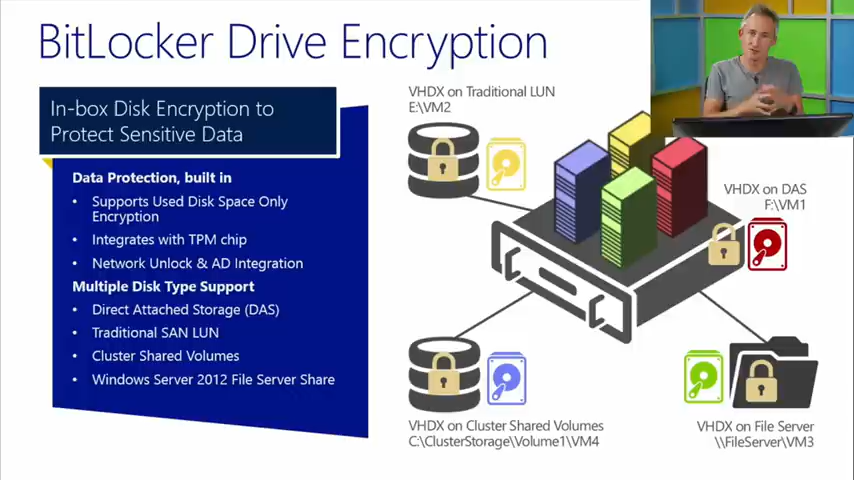 BitLocker Drive Encryption
In-box Disk Encryption to
Protect Sensitive Data
Data Protection, built in
• Supports Used Disk Space Only
Encryption
• Integrates with TPM chip
• Network Unlock & AD Integration
Multiple Disk Type Support
• Direct Attached Storage (DAS)
• Traditional SAN LUN
• Cluster Shared Volumes
• Windows Server 2012 File Server Share
VHDX on Traditional LUN
E:\VM2
VHDX on DAS
F:\VM1
VHDX on Cluster Shared Volumes
C:\ClusterStorage\Volume1\VM4
VHDX on File Server
\\FileServer\VM3